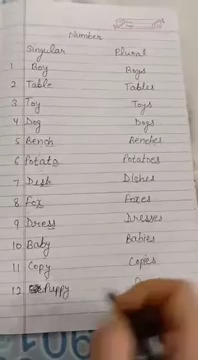 Number
Singular Plural
1 Boy Boys
2 Table Tables
3 Toy Toys
4 Dog Dogs
5 Bench Benches
6 Potato Potatoes
7 Dish Dishes
8 Fox Foxes
9 Dress Dresses
10 Baby Babies
11 Copy Copies
12 Puppy